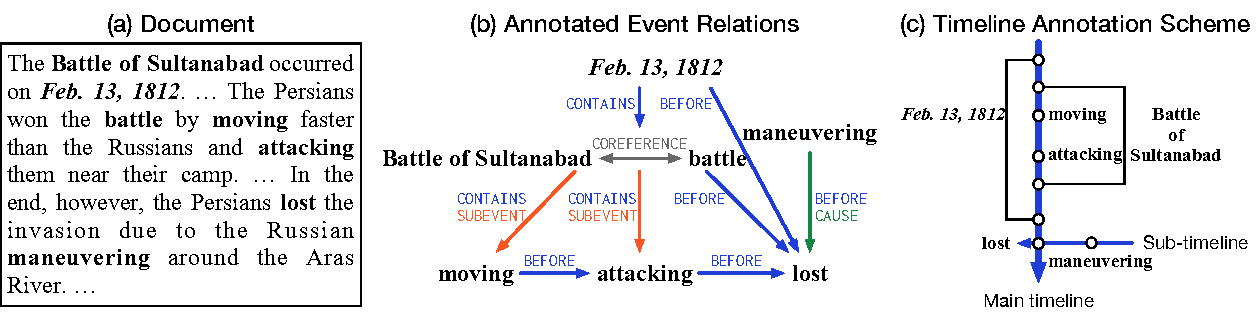 (a) Document
The Battle of Sultanabad occurred
on Feb. 13, 1812. ... The Persians
won the battle by moving faster
than the Russians and attacking
them near their camp. ... In the
end, however, the Persians lost the
invasion due to the Russian
maneuvering around the Aras
River. ...
(b) Annotated Event Relations
Feb. 13, 1812
CONTAINS
BEFORE
maneuvering
COREFERENCE
Battle of Sultanabad
battle
CONTAINS
SUBEVENT
CONTAINS
SUBEVENT
BEFORE
BEFORE
CAUSE
moving
BEFORE
attacking
BEFORE
lost
(c) Timeline Annotation Scheme
Feb. 13, 1812
moving
attacking
Battle
of
Sultanabad
lost
Sub-timeline
maneuvering
Main timeline